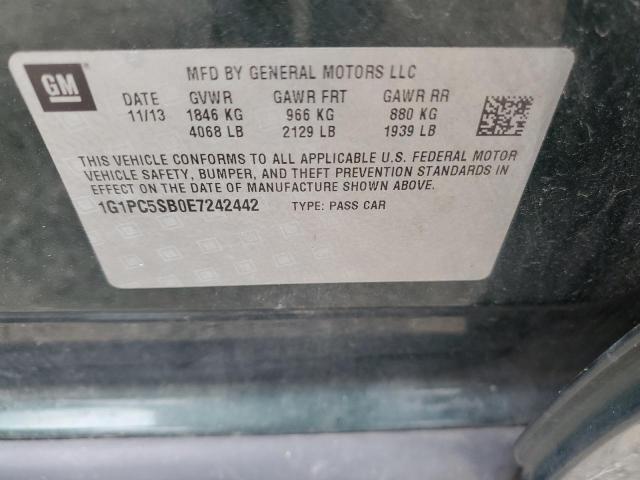 GM
MFD BY GENERAL MOTORS LLC
DATE GVWR GAWR FRT GAWR RR
11/13 1846 KG 966 KG 880 KG
4068 LB 2129 LB 1939 LB
THIS VEHICLE CONFORMS TO ALL APPLICABLE U.S. FEDERAL MOTOR
VEHICLE SAFETY, BUMPER, AND THEFT PREVENTION STANDARDS IN
EFFECT ON THE DATE OF MANUFACTURE SHOWN ABOVE.
1G1PC5SB0E7242442 TYPE: PASS CAR